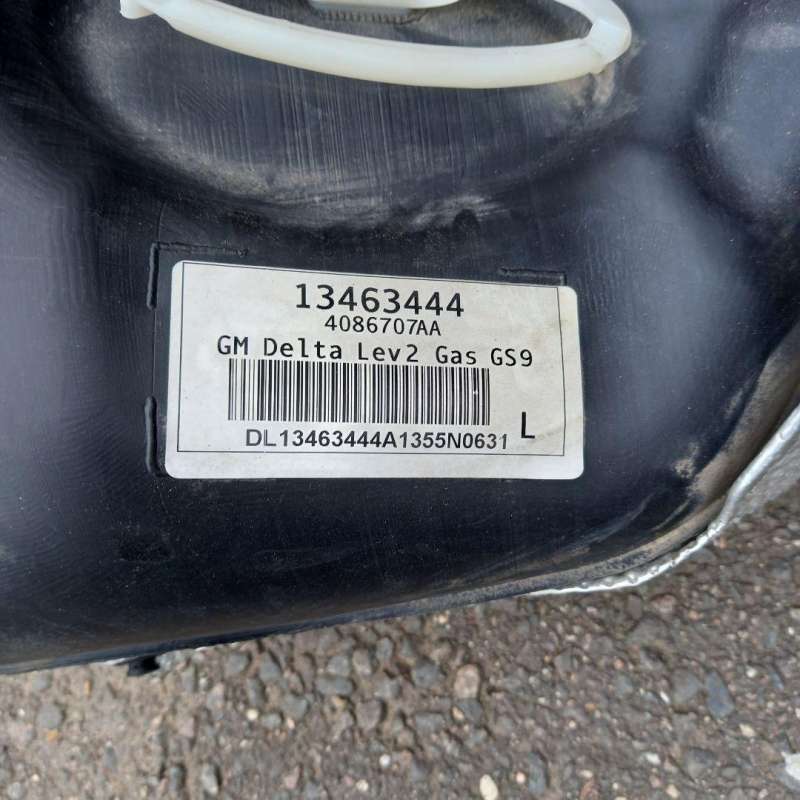 13463444
4086707AA
GM Delta Lev2 Gas GS9
L
DL13463444A1355N0631